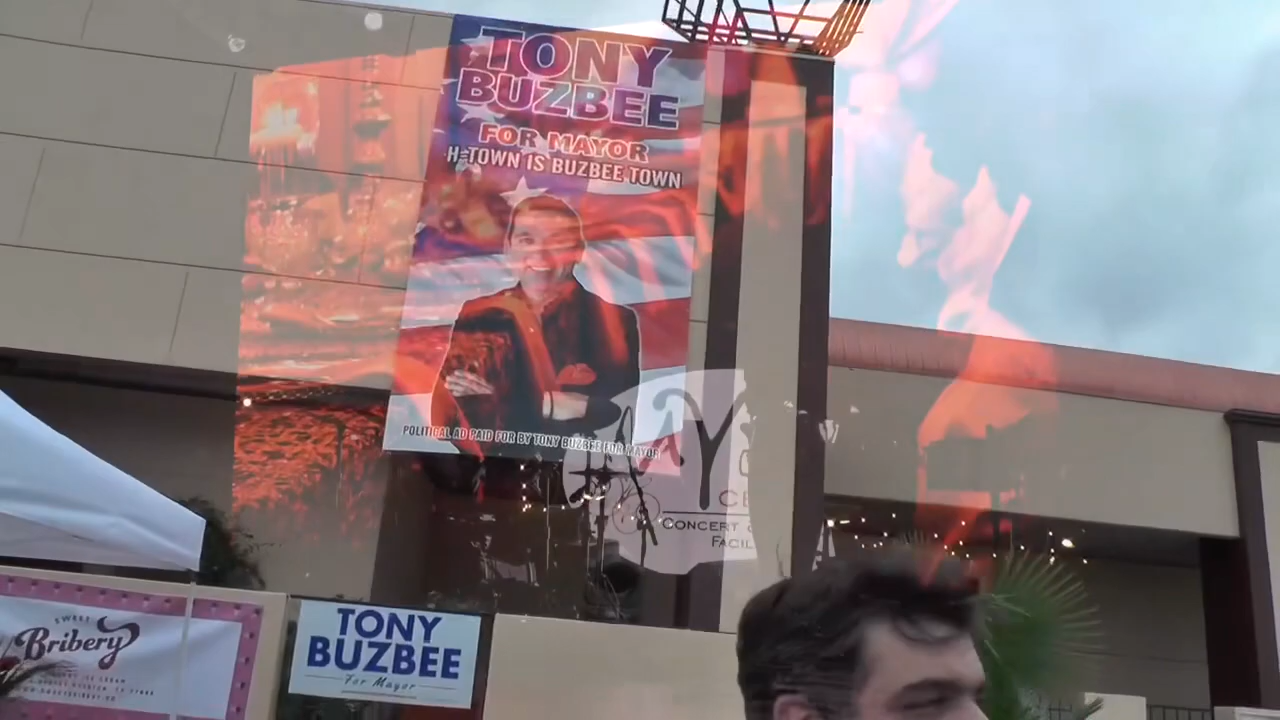 TONY
BUZBEE
FOR MAYOR
H-TOWN IS BUZBEE TOWN
POLITICAL AD PAID FOR BY TONY BUZBEE FOR MAYOR
CONCERT
SWEET
Bribery
TONY
BUZBEE
For Mayor